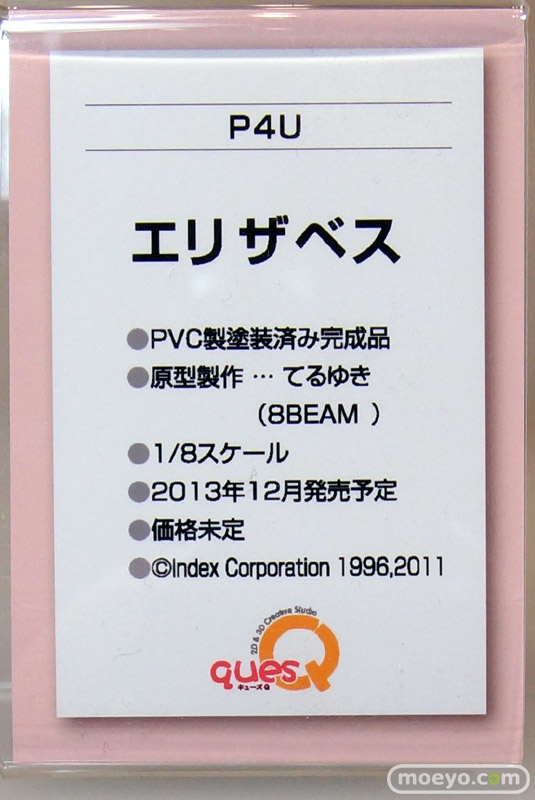 P4U
エリザベス
●PVC製塗装済み完成品
●原型製作 … てるゆき
（8BEAM ）
●1/8スケール
●2013年12月発売予定
●価格未定
●©Index Corporation 1996,2011
2D & 3D Creative Studio
quesQ
キューズQ
moeyo.com